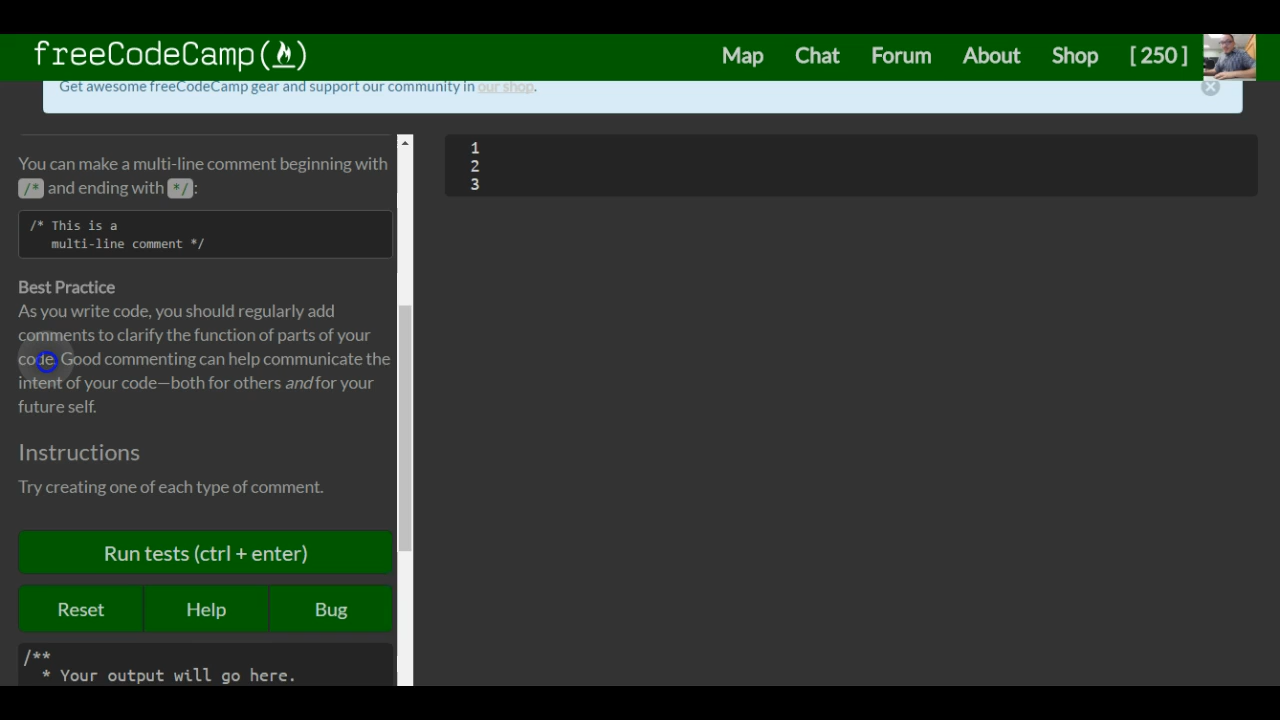 freeCodeCamp(🔥)
Map Chat Forum About Shop [ 250 ]
Get awesome freeCodeCamp gear and support our community in our shop.
You can make a multi-line comment beginning with
/* and ending with */:
/* This is a
multi-line comment */
Best Practice
As you write code, you should regularly add
comments to clarify the function of parts of your
code. Good commenting can help communicate the
intent of your code—both for others and for your
future self.
Instructions
Try creating one of each type of comment.
Run tests (ctrl + enter)
Reset Help Bug
/**
* Your output will go here.
1
2
3